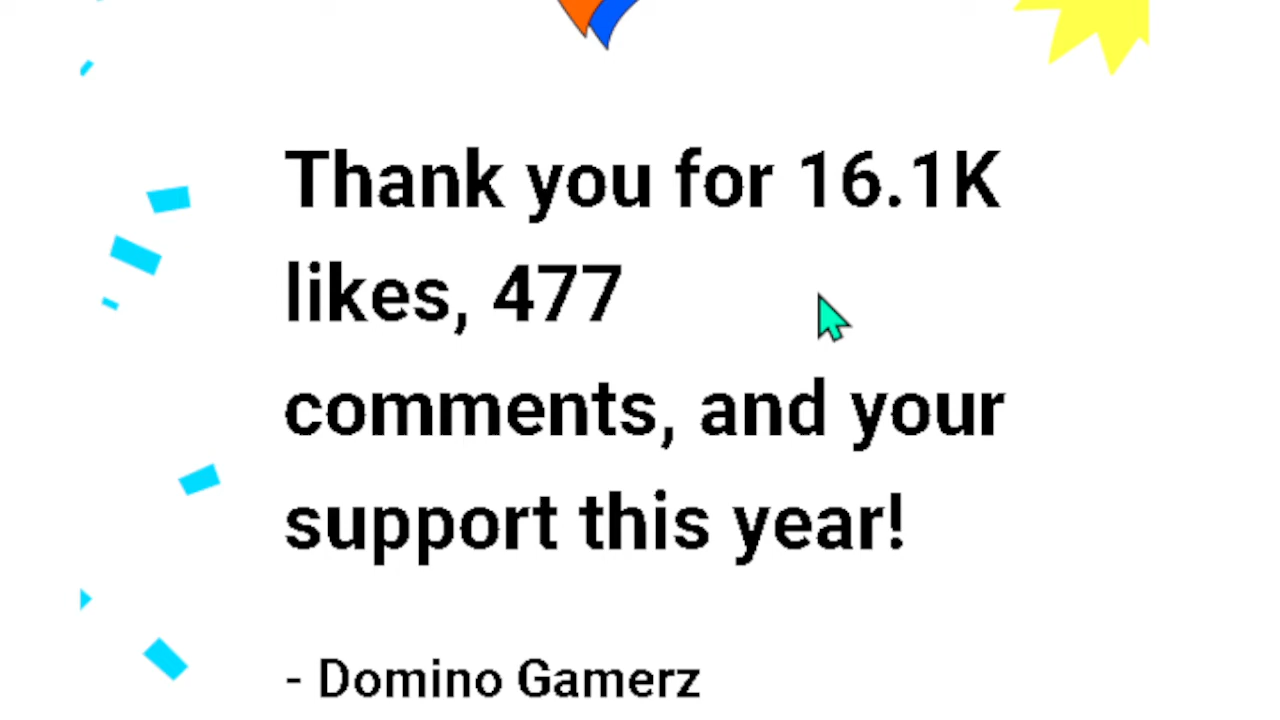 Thank you for 16.1K
likes, 477
comments, and your
support this year!
- Domino Gamerz